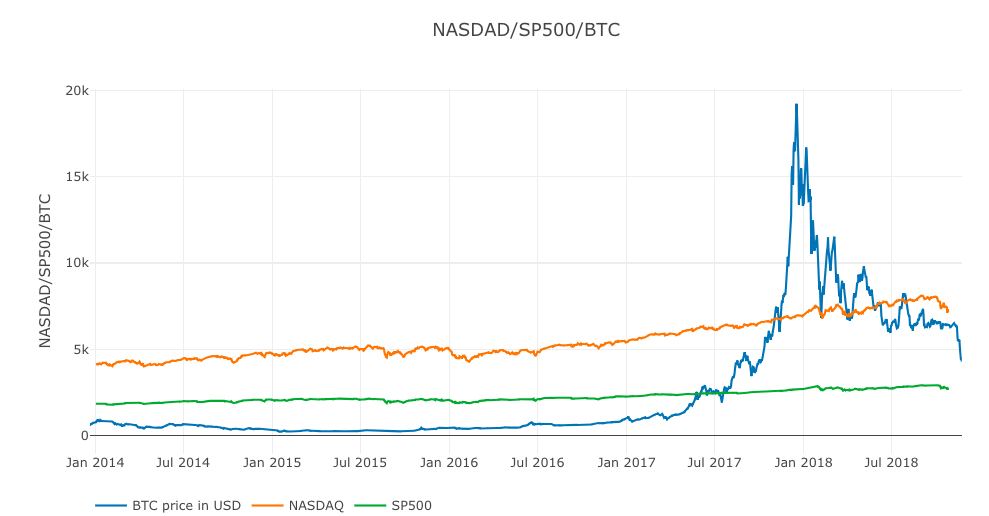 NASDAD/SP500/BTC
NASDAD/SP500/BTC
20k
15k
10k
5k
0
Jan 2014 Jul 2014 Jan 2015 Jul 2015 Jan 2016 Jul 2016 Jan 2017 Jul 2017 Jan 2018 Jul 2018
BTC price in USD NASDAQ SP500